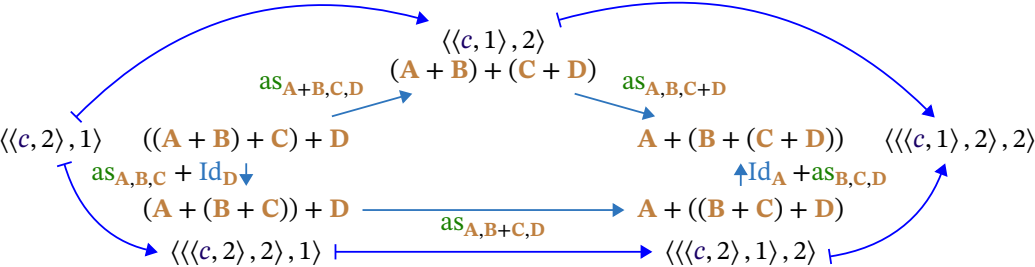 ⟨⟨c, 1⟩ , 2⟩
(A + B) + (C + D)
as_{A+B,C,D} as_{A,B,C+D}
⟨⟨c, 2⟩ , 1⟩ ((A + B) + C) + D A + (B + (C + D)) ⟨⟨⟨c, 1⟩ , 2⟩ , 2⟩
as_{A,B,C} + Id_D Id_A +as_{B,C,D}
(A + (B + C)) + D A + ((B + C) + D)
as_{A,B+C,D}
⟨⟨⟨c, 2⟩ , 2⟩ , 1⟩ ⟨⟨⟨c, 2⟩ , 1⟩ , 2⟩